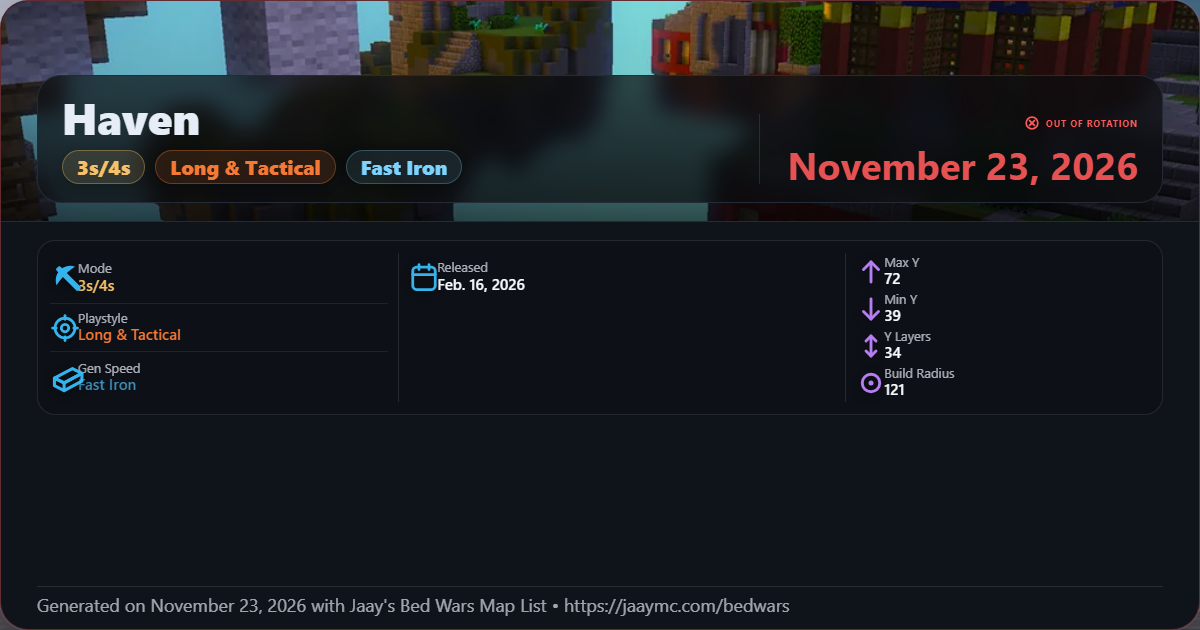 Haven
3s/4s
Long & Tactical
Fast Iron
OUT OF ROTATION
November 23, 2026
Mode
3s/4s
Playstyle
Long & Tactical
Gen Speed
Fast Iron
Released
Feb. 16, 2026
Max Y
72
Min Y
39
Y Layers
34
Build Radius
121
Generated on November 23, 2026 with Jaay's Bed Wars Map List • https://jaaymc.com/bedwars